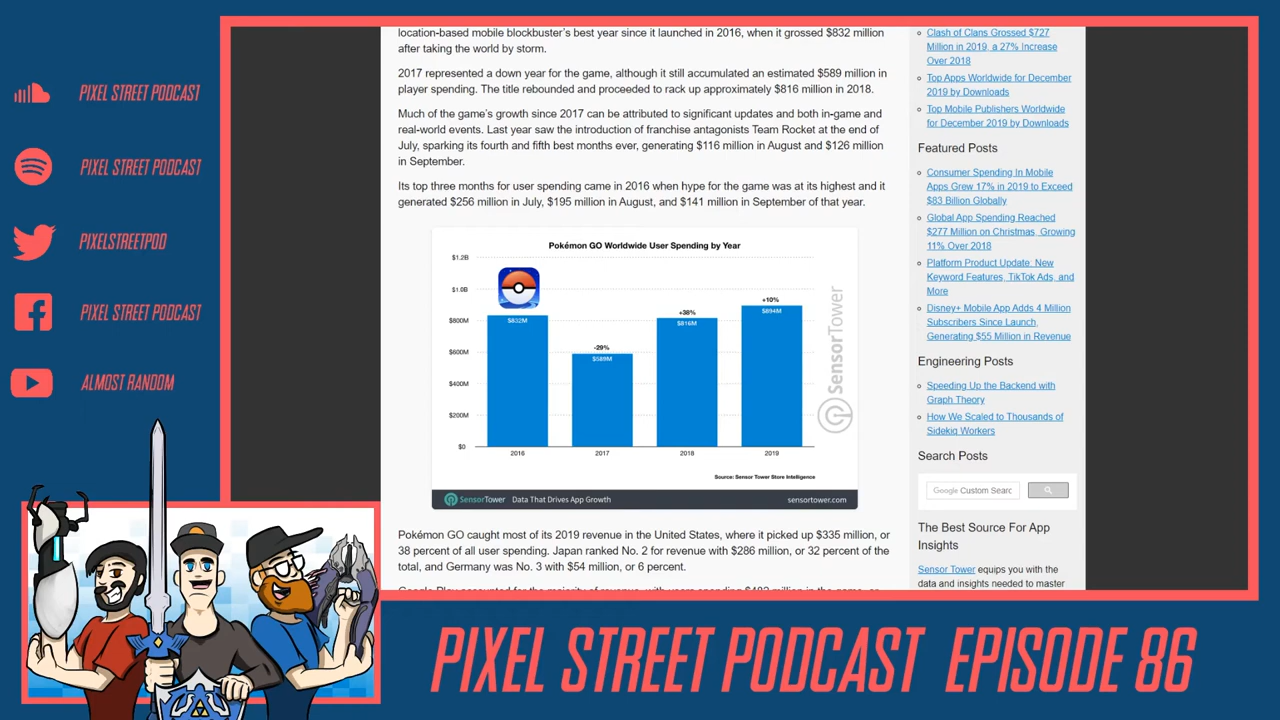 PIXEL STREET PODCAST
PIXEL STREET PODCAST
PIXELSTREETPOD
PIXEL STREET PODCAST
ALMOST RANDOM
location-based mobile blockbuster's best year since it launched in 2016, when it grossed $832 million
after taking the world by storm.
2017 represented a down year for the game, although it still accumulated an estimated $589 million in
player spending. The title rebounded and proceeded to rack up approximately $816 million in 2018.
Much of the game's growth since 2017 can be attributed to significant updates and both in-game and
real-world events. Last year saw the introduction of franchise antagonists Team Rocket at the end of
July, sparking its fourth and fifth best months ever, generating $116 million in August and $126 million
in September.
Its top three months for user spending came in 2016 when hype for the game was at its highest and it
generated $256 million in July, $195 million in August, and $141 million in September of that year.
Pokémon GO Worldwide User Spending by Year
$1.2B
$1.0B
$800M
$600M
$400M
$200M
$0
$832M
-29%
$589M
+38%
$816M
+10%
$894M
2016
2017
2018
2019
SensorTower
Source: Sensor Tower Store Intelligence
SensorTower Data That Drives App Growth sensortower.com
Pokémon GO caught most of its 2019 revenue in the United States, where it picked up $335 million, or
38 percent of all user spending. Japan ranked No. 2 for revenue with $286 million, or 32 percent of the
total, and Germany was No. 3 with $54 million, or 6 percent.
Clash of Clans Grossed $727
Million in 2019, a 27% Increase
Over 2018
Top Apps Worldwide for December
2019 by Downloads
Top Mobile Publishers Worldwide
for December 2019 by Downloads
Featured Posts
Consumer Spending In Mobile
Apps Grew 17% in 2019 to Exceed
$83 Billion Globally
Global App Spending Reached
$277 Million on Christmas, Growing
11% Over 2018
Platform Product Update: New
Keyword Features, TikTok Ads, and
More
Disney+ Mobile App Adds 4 Million
Subscribers Since Launch,
Generating $55 Million in Revenue
Engineering Posts
Speeding Up the Backend with
Graph Theory
How We Scaled to Thousands of
Sidekiq Workers
Search Posts
Google Custom Searc
The Best Source For App
Insights
Sensor Tower equips you with the
data and insights needed to master
PIXEL STREET PODCAST EPISODE 86